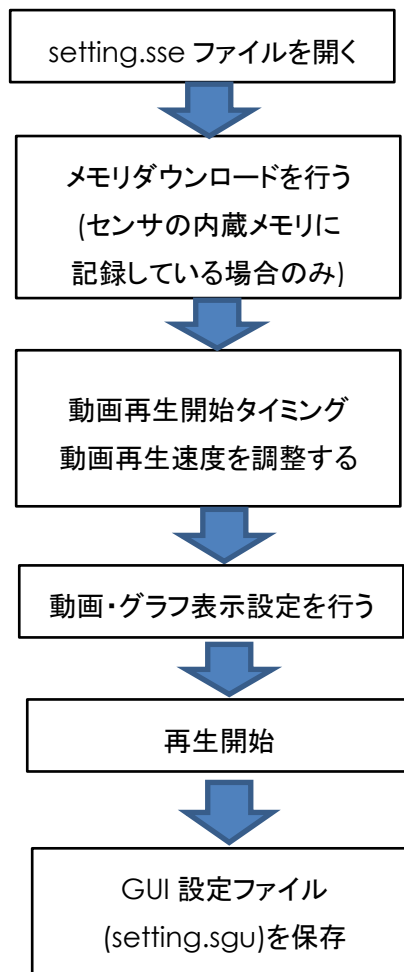 setting.sse ファイルを開く
メモリダウンロードを行う
(センサの内蔵メモリに
記録している場合のみ)
動画再生開始タイミング
動画再生速度を調整する
動画・グラフ表示設定を行う
再生開始
GUI 設定ファイル
(setting.sgu)を保存